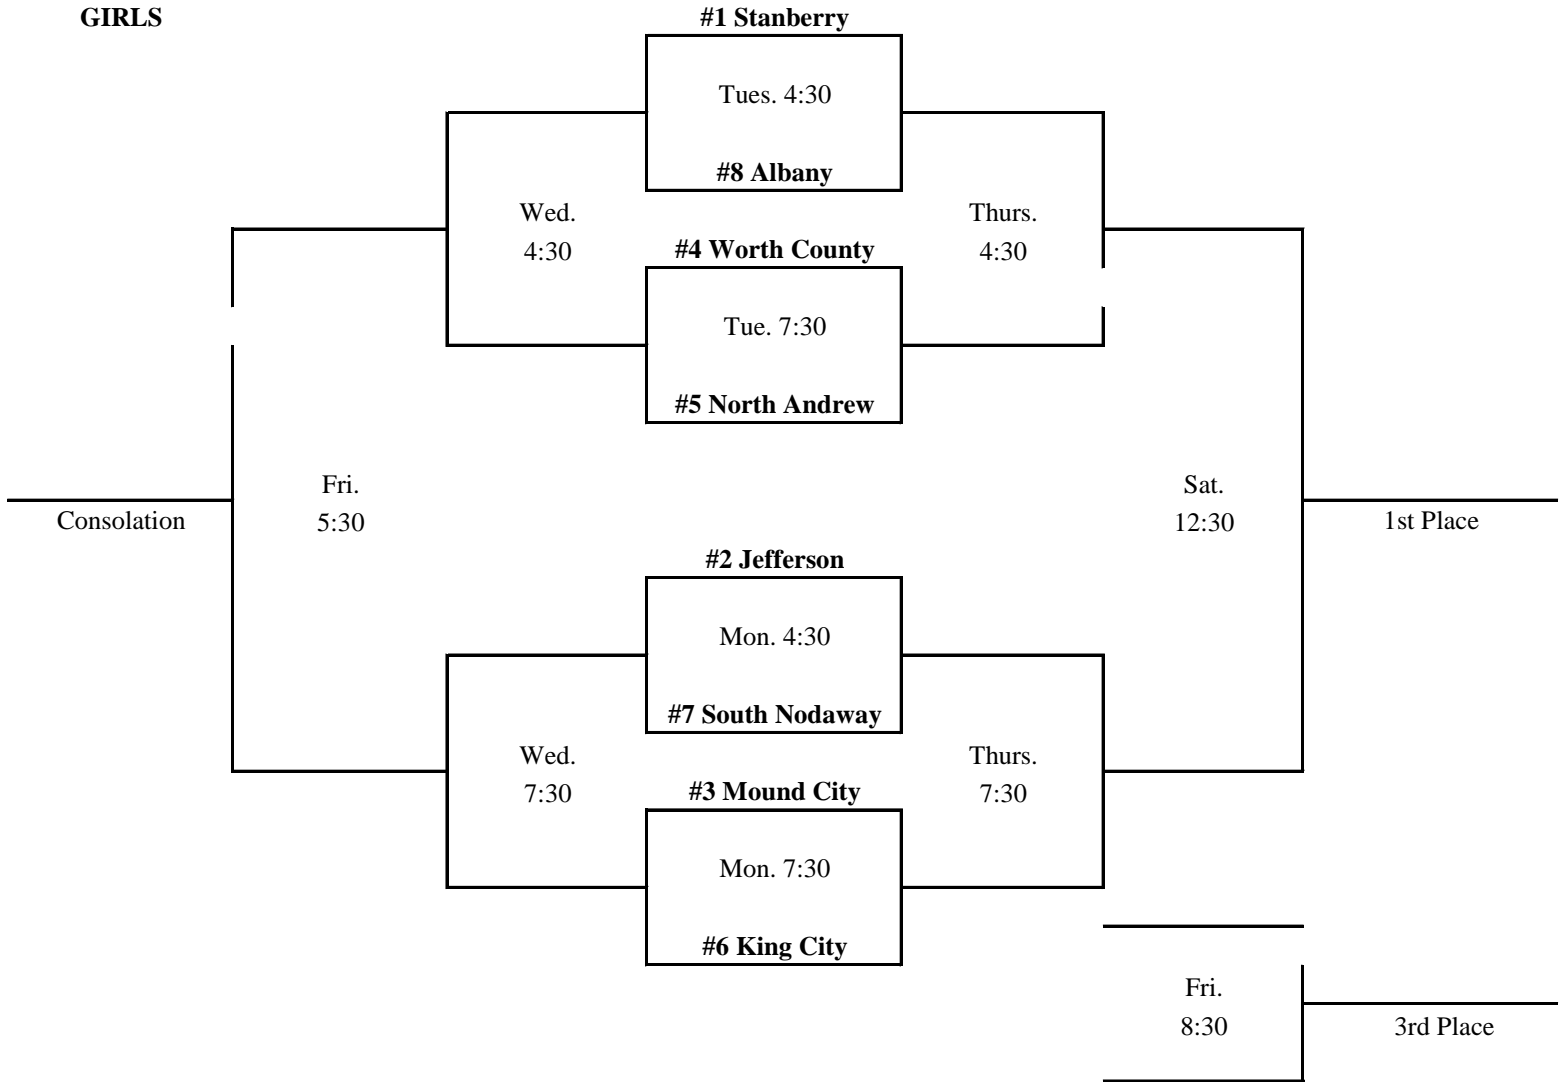 GIRLS
#1 Stanberry
Tues. 4:30
#8 Albany
Wed.
4:30
Thurs.
4:30
#4 Worth County
Tue. 7:30
#5 North Andrew
Fri.
5:30
Consolation
Sat.
12:30
1st Place
#2 Jefferson
Mon. 4:30
#7 South Nodaway
Wed.
7:30
Thurs.
7:30
#3 Mound City
Mon. 7:30
#6 King City
Fri.
8:30
3rd Place